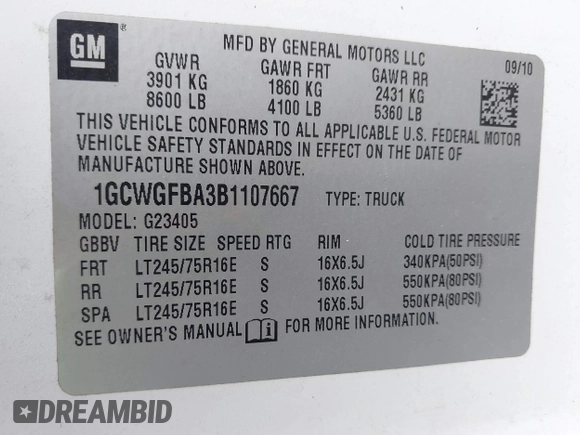 GM
®
MFD BY GENERAL MOTORS LLC
09/10
GVWR GAWR FRT GAWR RR
3901 KG 1860 KG 2431 KG
8600 LB 4100 LB 5360 LB
THIS VEHICLE CONFORMS TO ALL APPLICABLE U.S. FEDERAL MOTOR
VEHICLE SAFETY STANDARDS IN EFFECT ON THE DATE OF
MANUFACTURE SHOWN ABOVE.
1GCWGFBA3B1107667 TYPE: TRUCK
MODEL: G23405
GBBV TIRE SIZE SPEED RTG RIM COLD TIRE PRESSURE
FRT LT245/75R16E S 16X6.5J 340KPA(50PSI)
RR LT245/75R16E S 16X6.5J 550KPA(80PSI)
SPA LT245/75R16E S 16X6.5J 550KPA(80PSI)
SEE OWNER'S MANUAL FOR MORE INFORMATION.
DREAMBID